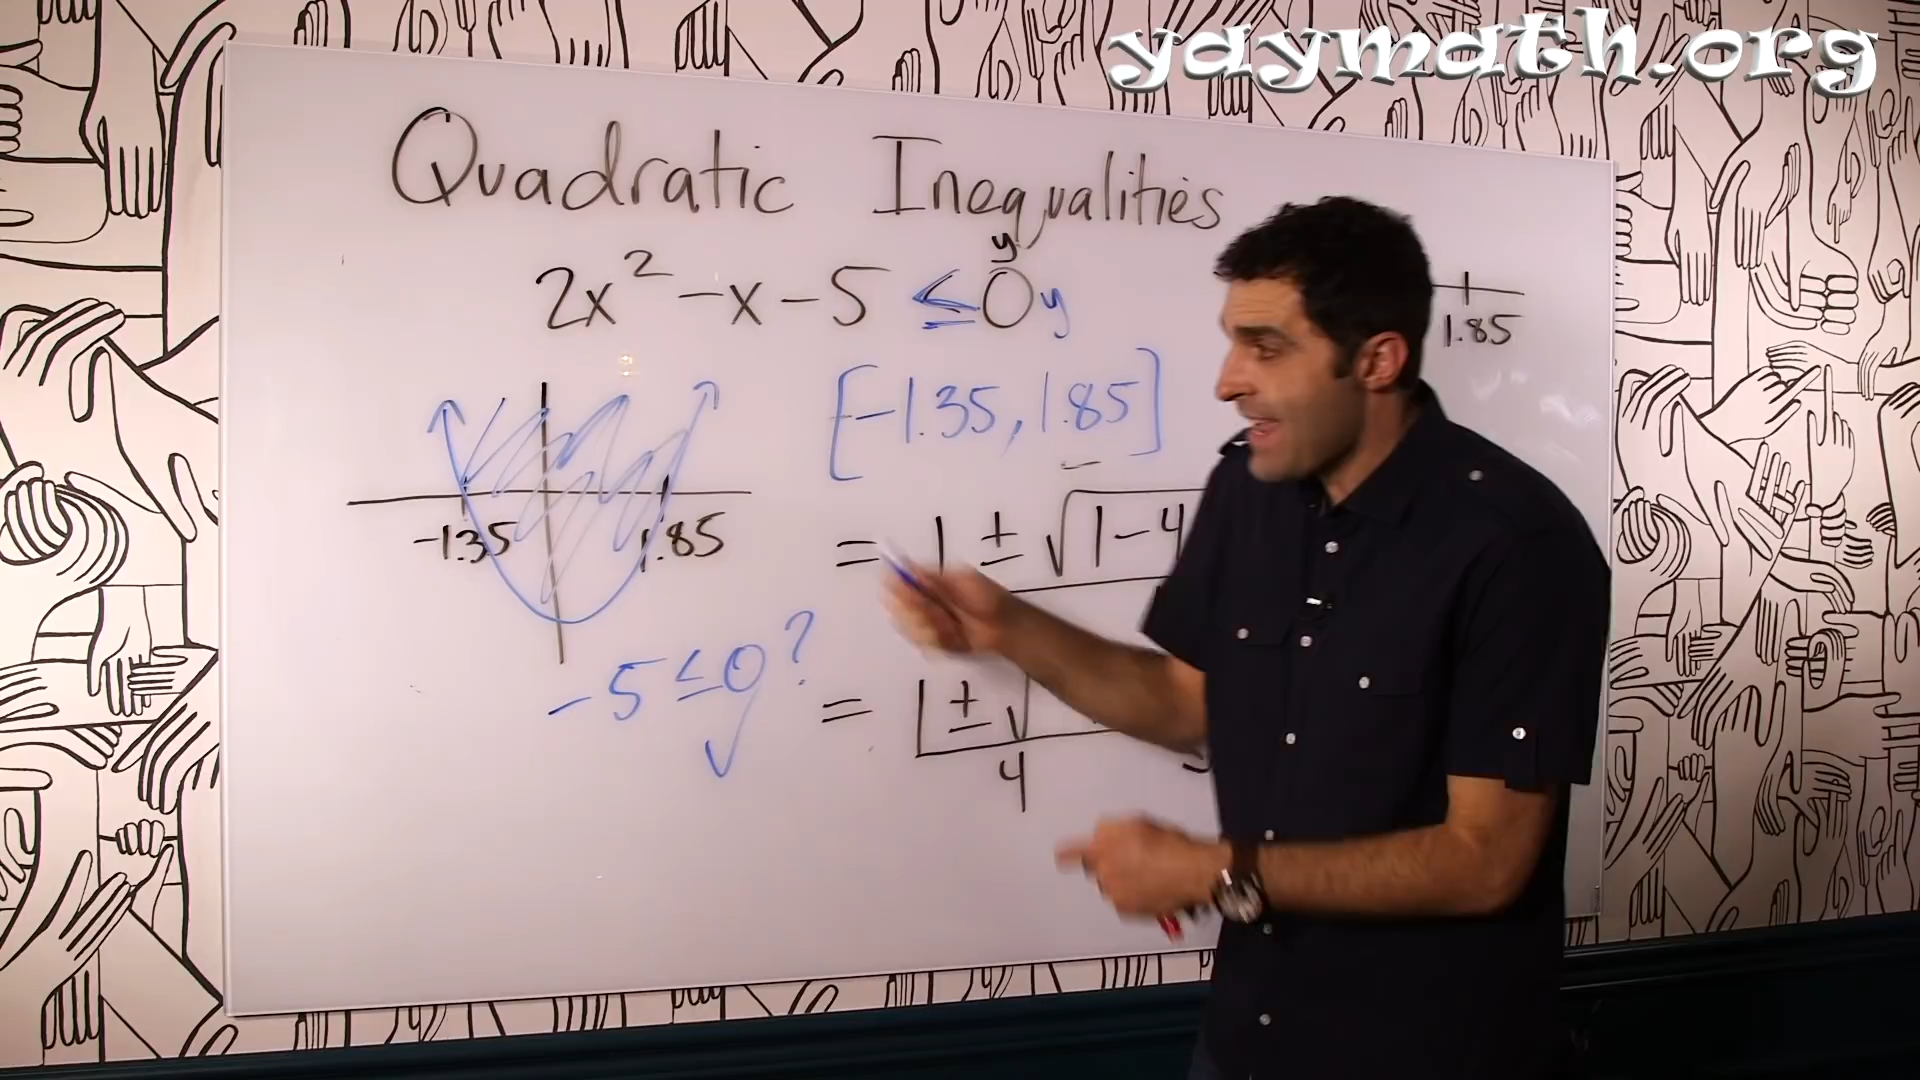 yaymath.org
Quadratic Inequalities
y
2x² - x - 5 ≤ 0 y
1.85
[-1.35, 1.85]
-1.35 1.85
= 1 ± √1-4
-5 ≤ 0 ?
= 1 ± √
4